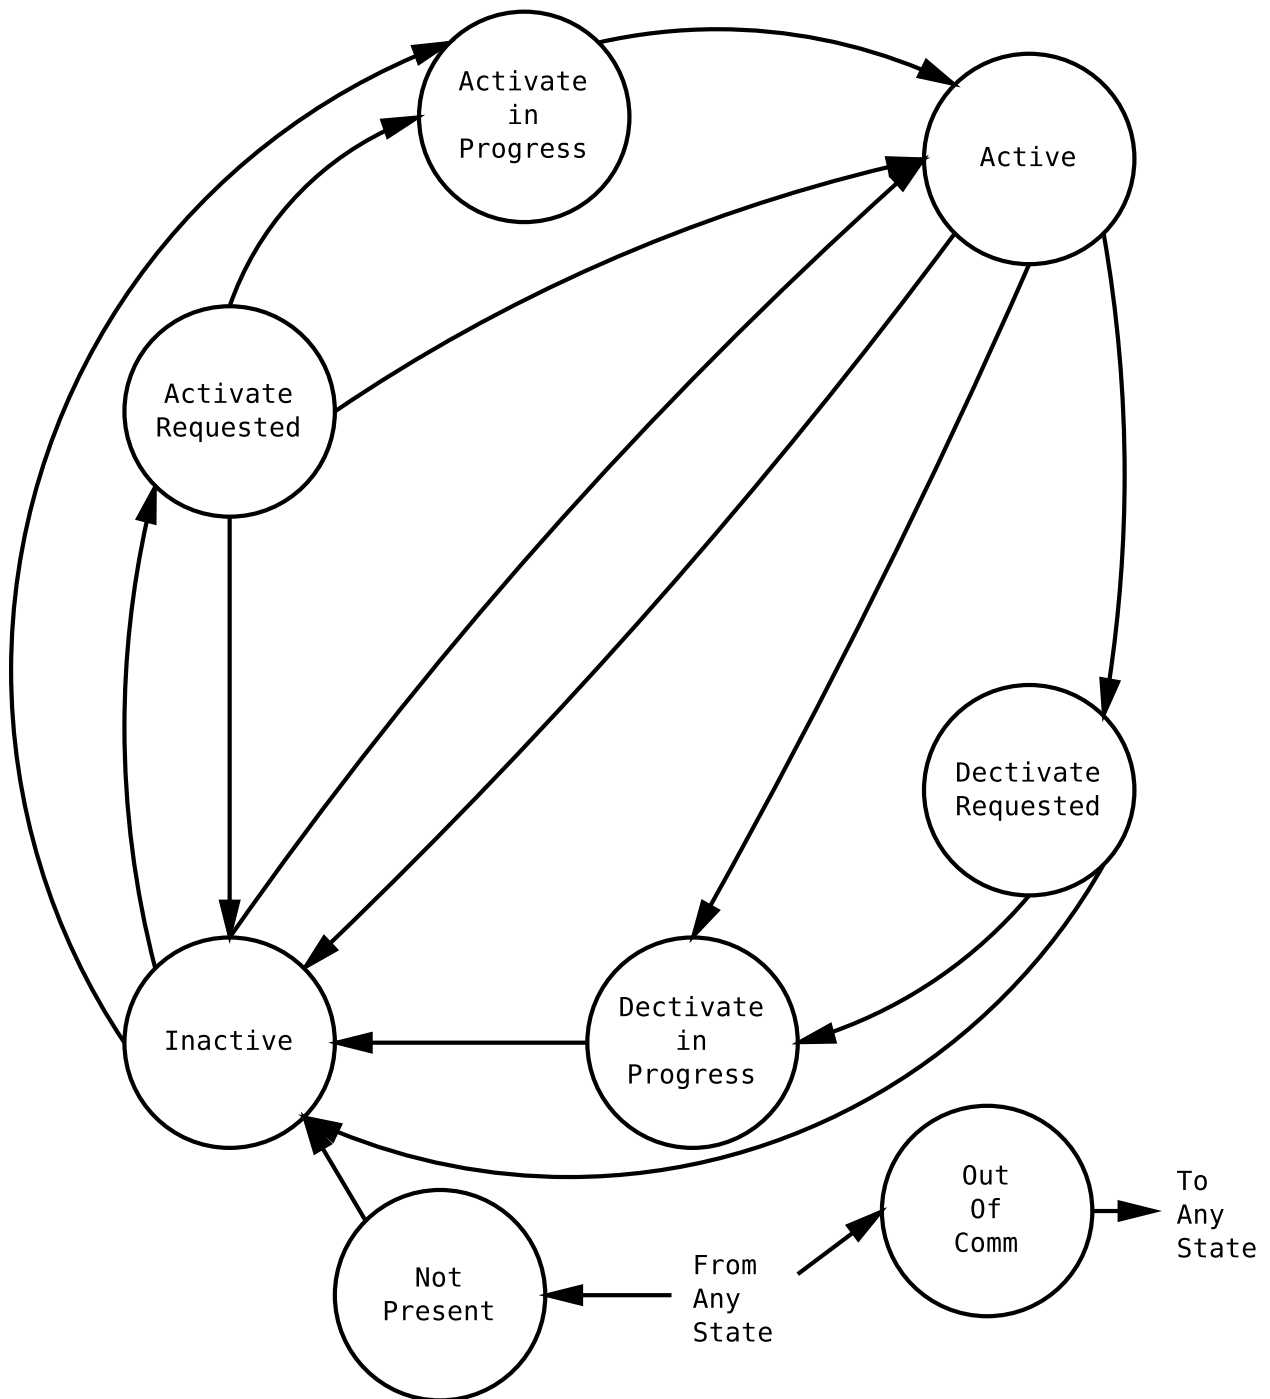 Activate
in
Progress
Active
Activate
Requested
Dectivate
Requested
Inactive
Dectivate
in
Progress
Out
Of
Comm
To
Any
State
Not
Present
From
Any
State